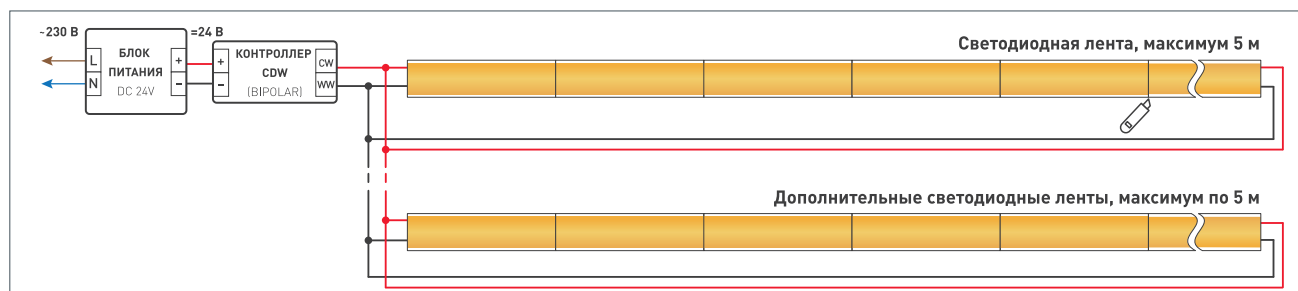 ~230 В
=24 В
БЛОК
ПИТАНИЯ
DC 24V
L
N
+
–
+
–
КОНТРОЛЛЕР
CDW
(BIPOLAR)
CW
WW
Светодиодная лента, максимум 5 м
Дополнительные светодиодные ленты, максимум по 5 м